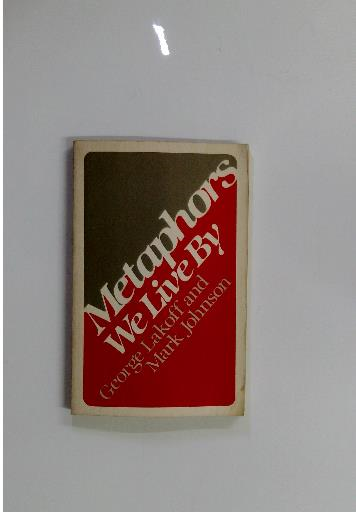 Metaphors
We Live By
George Lakoff and
Mark Johnson